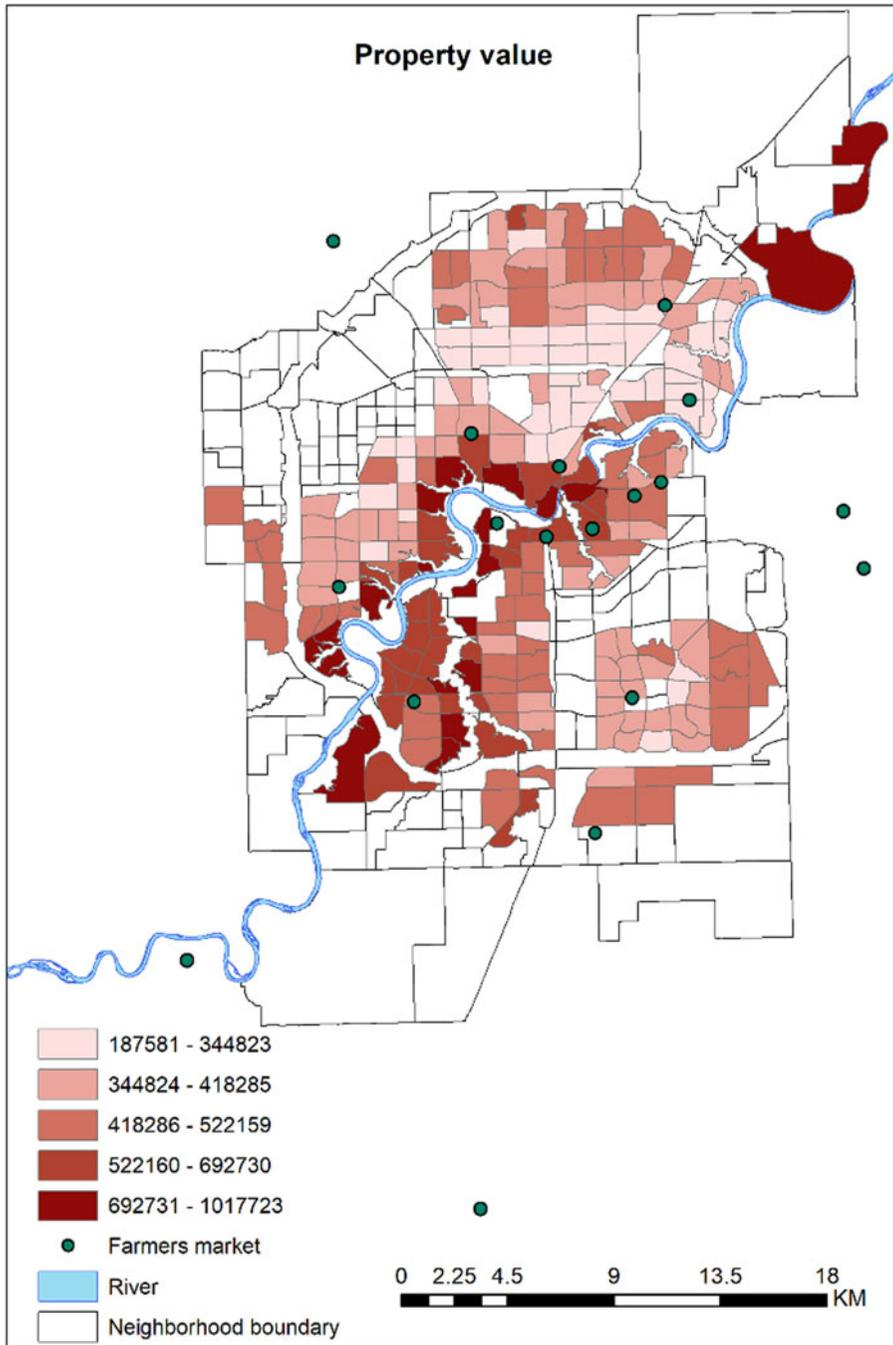 Property value
187581 - 344823
344824 - 418285
418286 - 522159
522160 - 692730
692731 - 1017723
Farmers market
River
Neighborhood boundary
0 2.25 4.5 9 13.5 18
KM